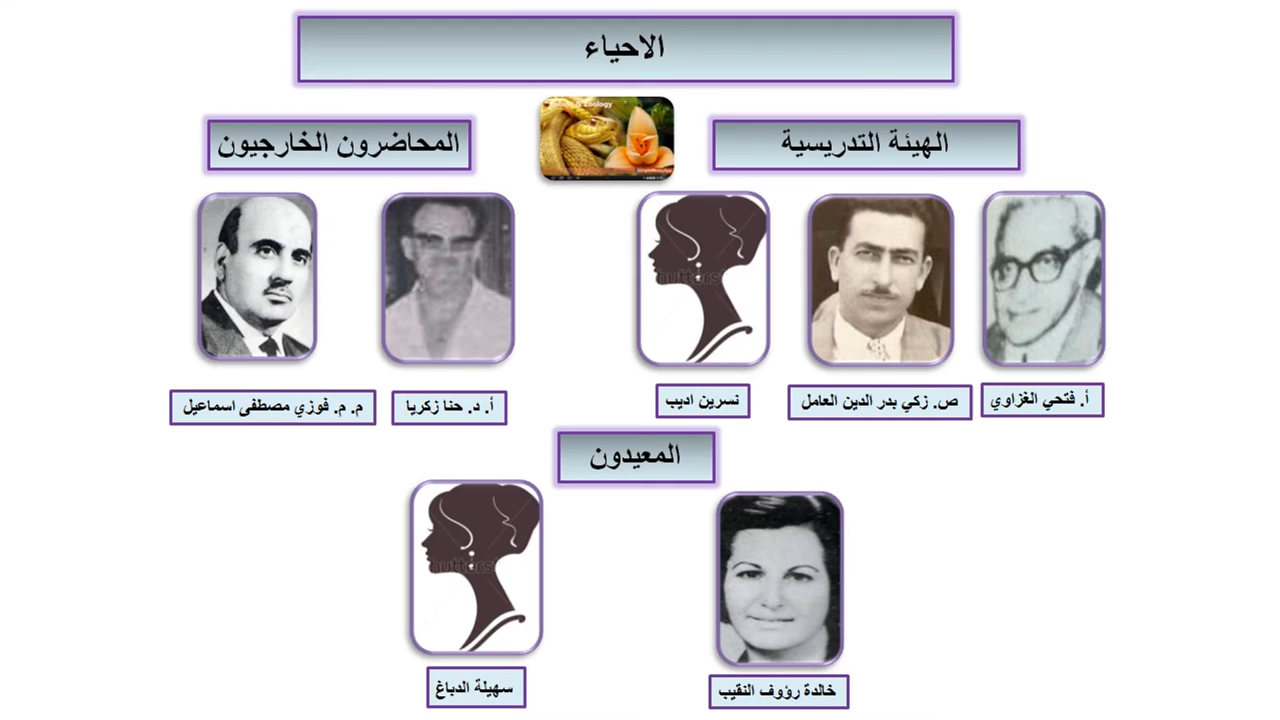 الاحياء
الهيئة التدريسية
المحاضرون الخارجيون
Zoology
أ. فتحي الغزاوي
ص. زكي بدر الدين العامل
نسرين اديب
أ. د. حنا زكريا
م. م. فوزي مصطفى اسماعيل
المعيدون
خالدة رؤوف النقيب
سهيلة الدباغ